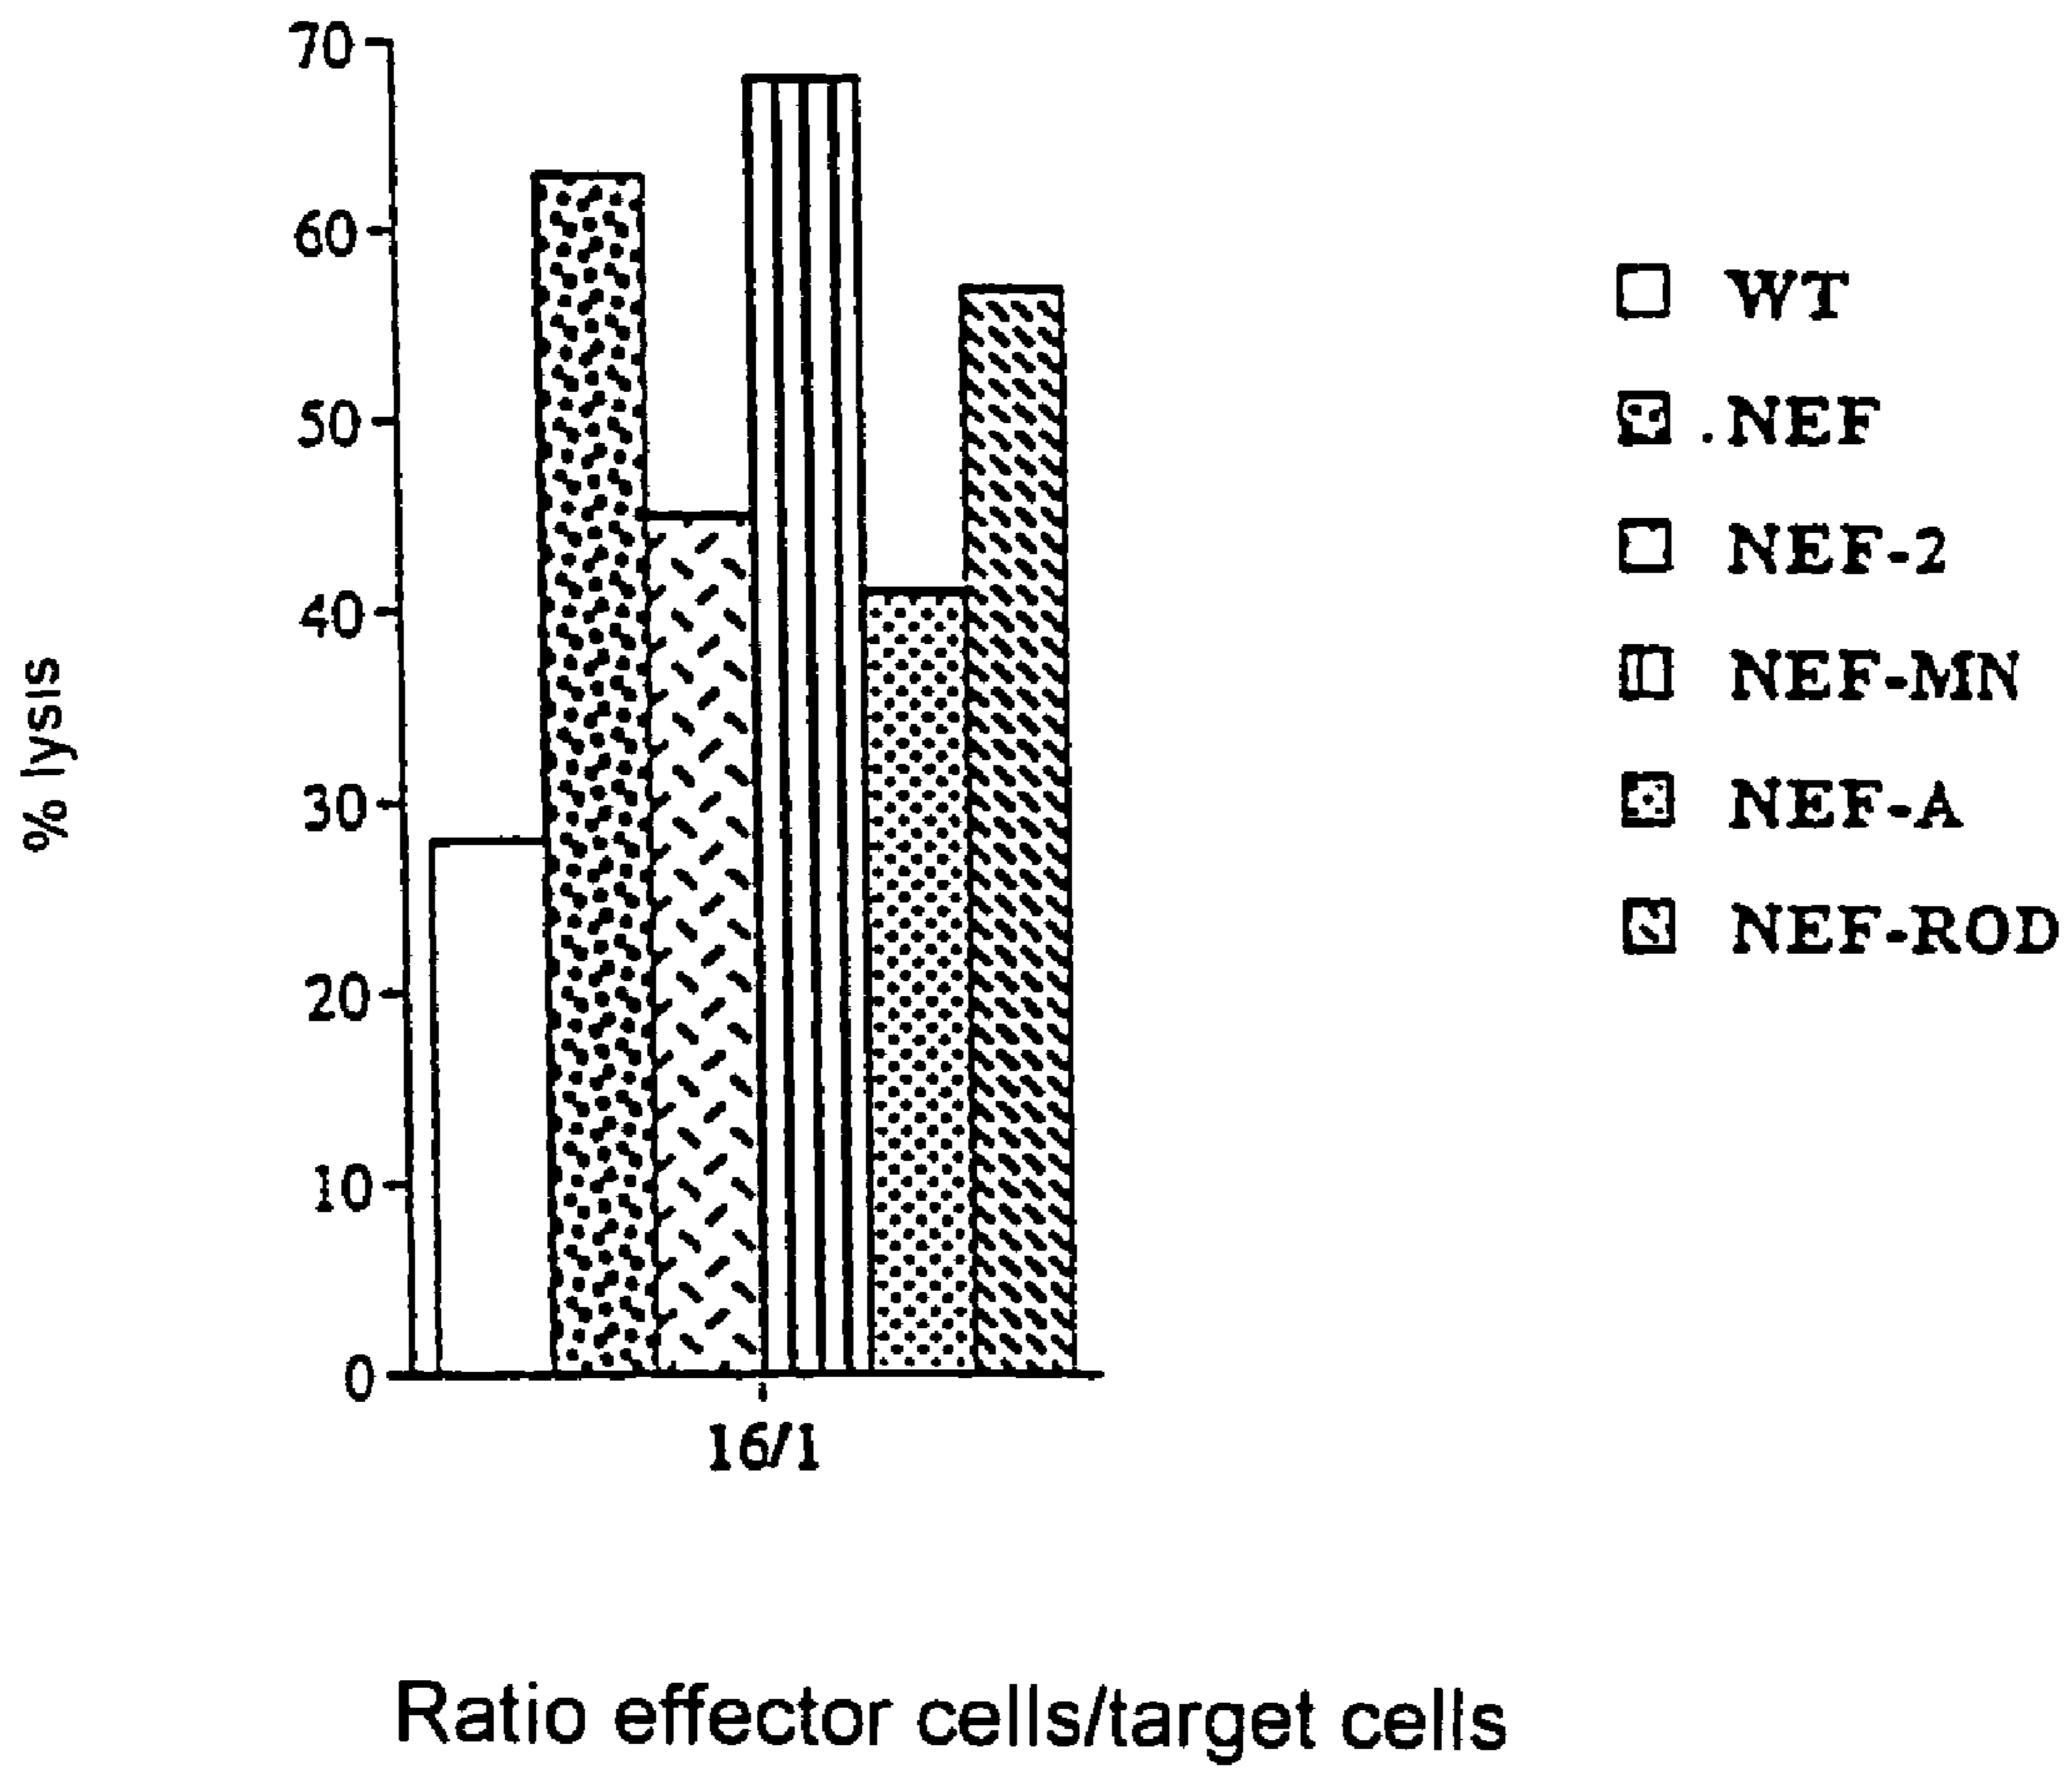 70
60
50
40
30
20
10
0
% lysis
16/1
WT
.NEF
NEF-2
NEF-MN
NEF-A
NEF-ROD
Ratio effector cells/target cells